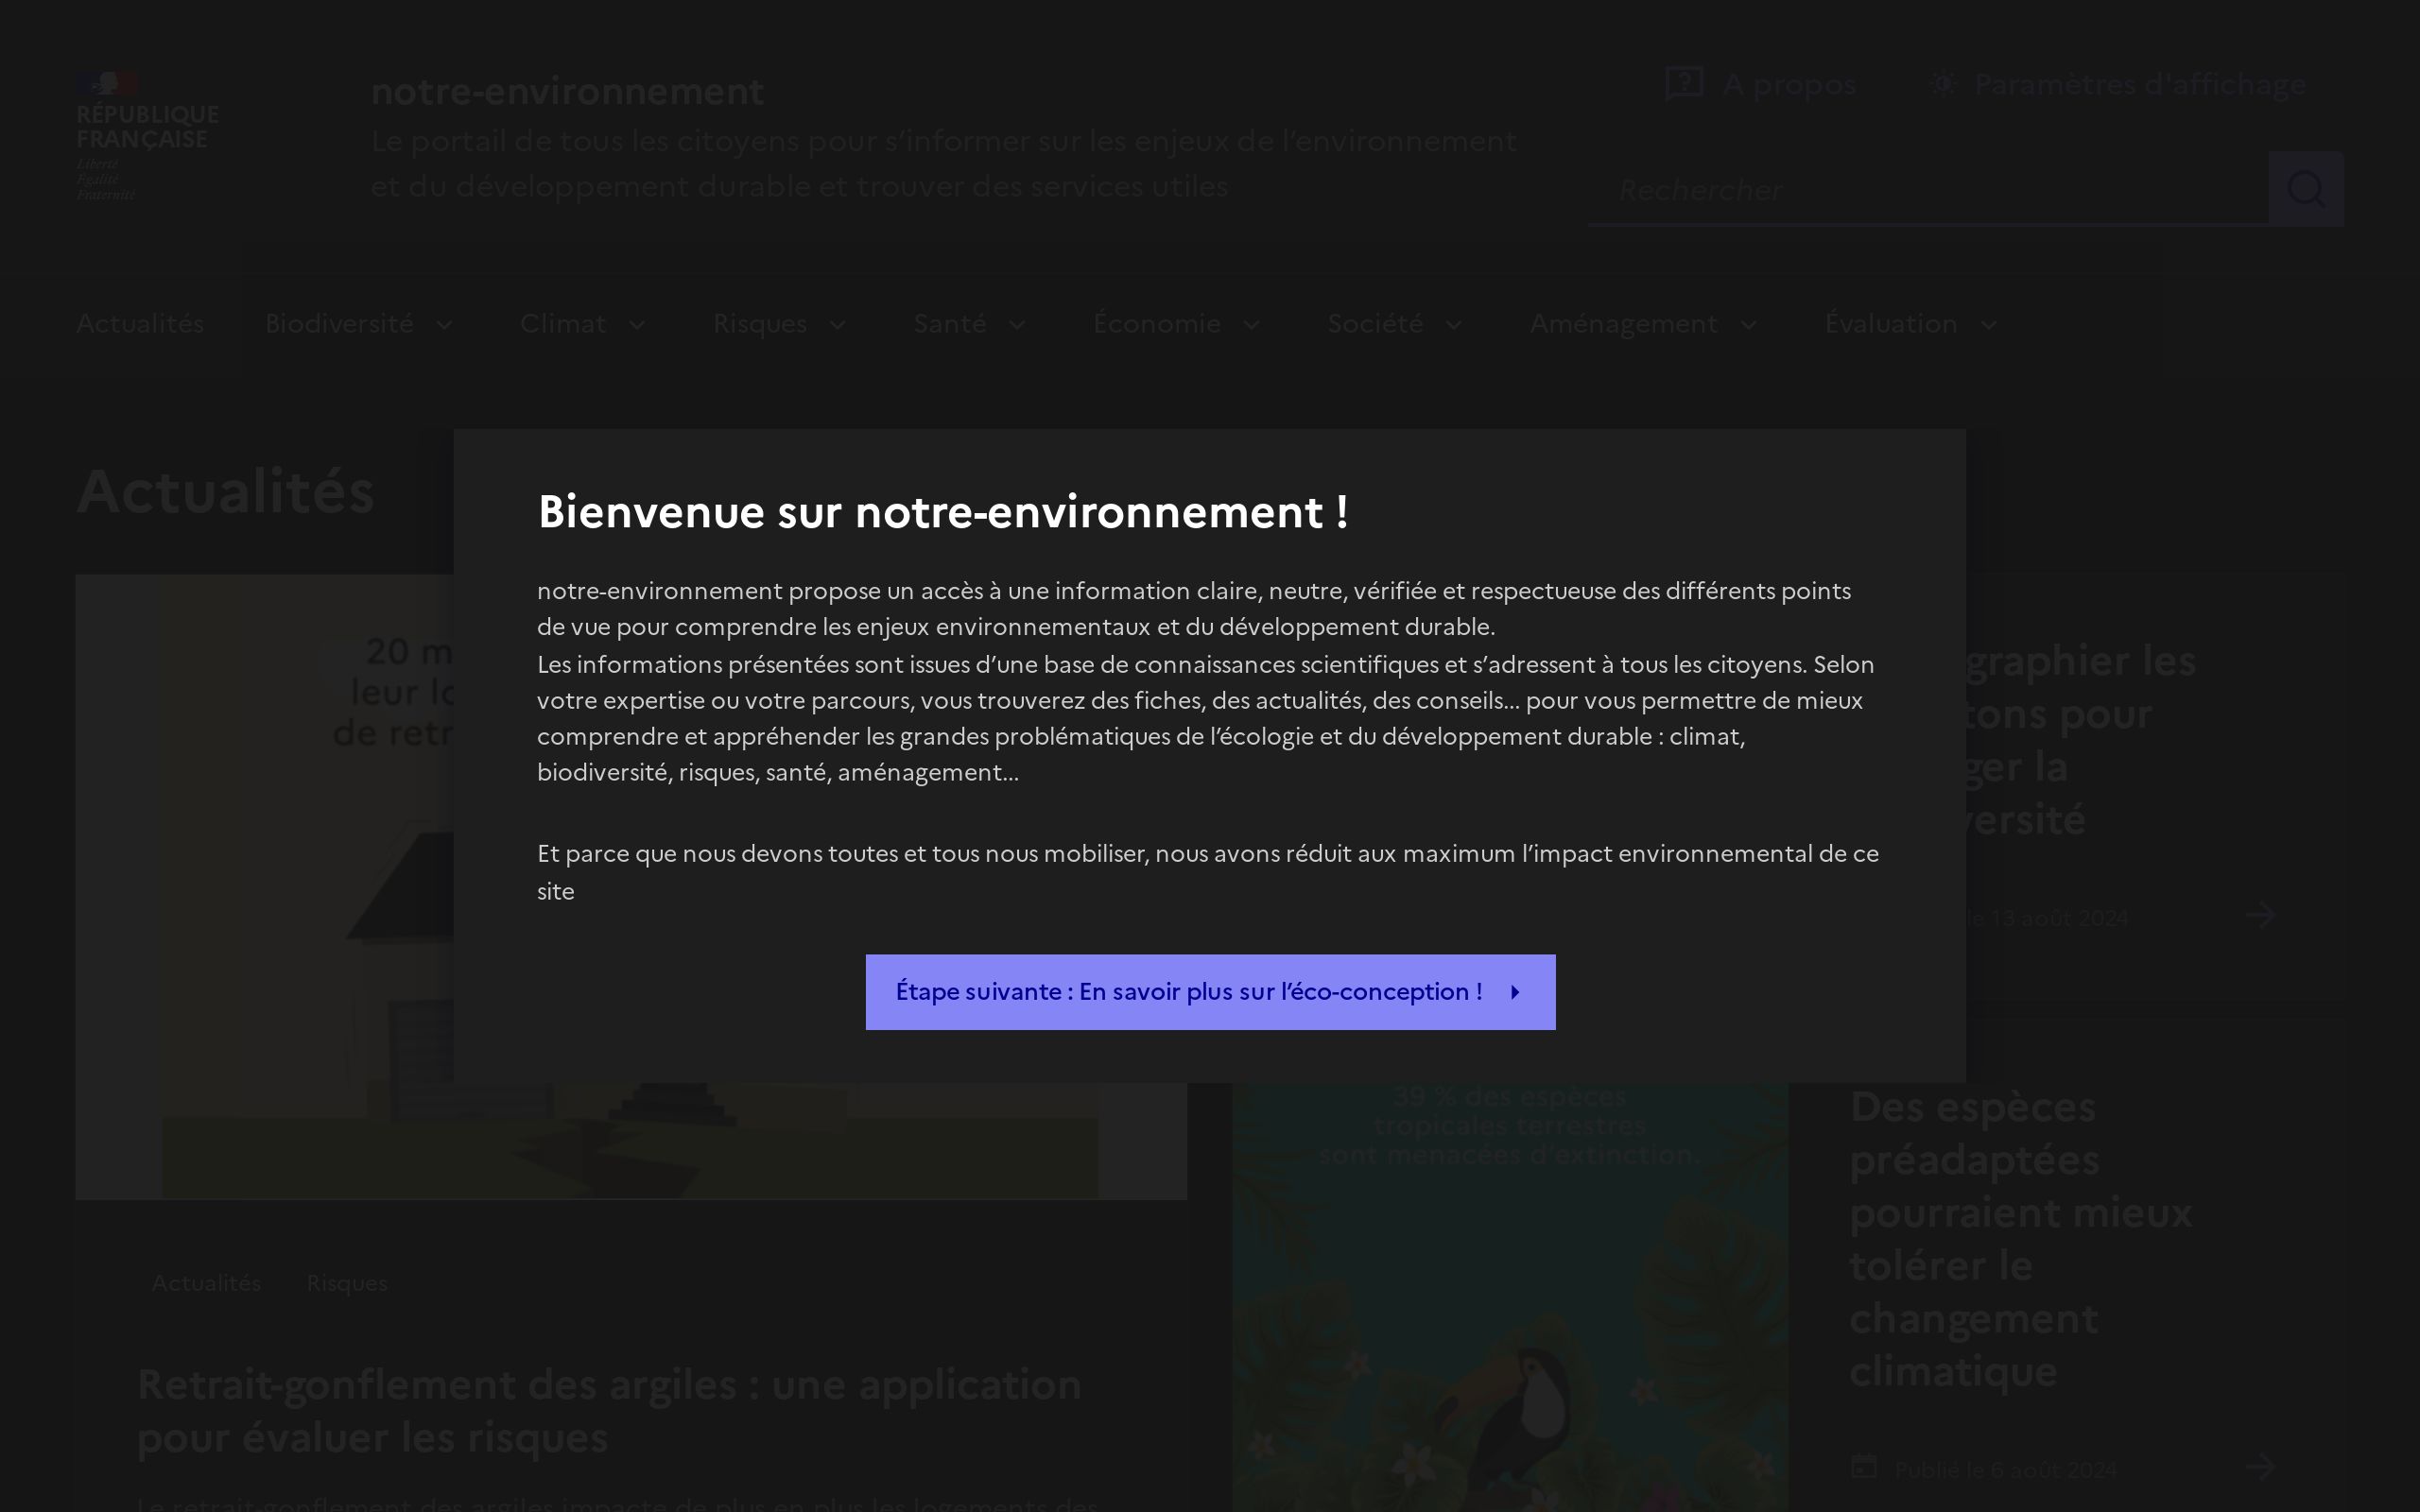 RÉPUBLIQUE
FRANÇAISE
Liberté
Égalité
Fraternité
notre-environnement
Le portail de tous les citoyens pour s’informer sur les enjeux de l’environnement
et du développement durable et trouver des services utiles
A propos
Paramètres d'affichage
Rechercher
Actualités
Biodiversité
Climat
Risques
Santé
Économie
Société
Aménagement
Évaluation
Actualités
Bienvenue sur notre-environnement !
notre-environnement propose un accès à une information claire, neutre, vérifiée et respectueuse des différents points
de vue pour comprendre les enjeux environnementaux et du développement durable.
Les informations présentées sont issues d’une base de connaissances scientifiques et s’adressent à tous les citoyens. Selon
votre expertise ou votre parcours, vous trouverez des fiches, des actualités, des conseils... pour vous permettre de mieux
comprendre et appréhender les grandes problématiques de l’écologie et du développement durable : climat,
biodiversité, risques, santé, aménagement...
Et parce que nous devons toutes et tous nous mobiliser, nous avons réduit aux maximum l’impact environnemental de ce
site
Étape suivante : En savoir plus sur l’éco-conception !
20 m
leur lo
de retr
graphier les
tons pour
ger la
versité
le 13 août 2024
39 % des espèces
tropicales terrestres
sont menacées d’extinction.
Des espèces
préadaptées
pourraient mieux
tolérer le
changement
climatique
Publié le 6 août 2024
Actualités
Risques
Retrait-gonflement des argiles : une application
pour évaluer les risques
Le retrait-gonflement des argiles impacte de plus en plus les logements des